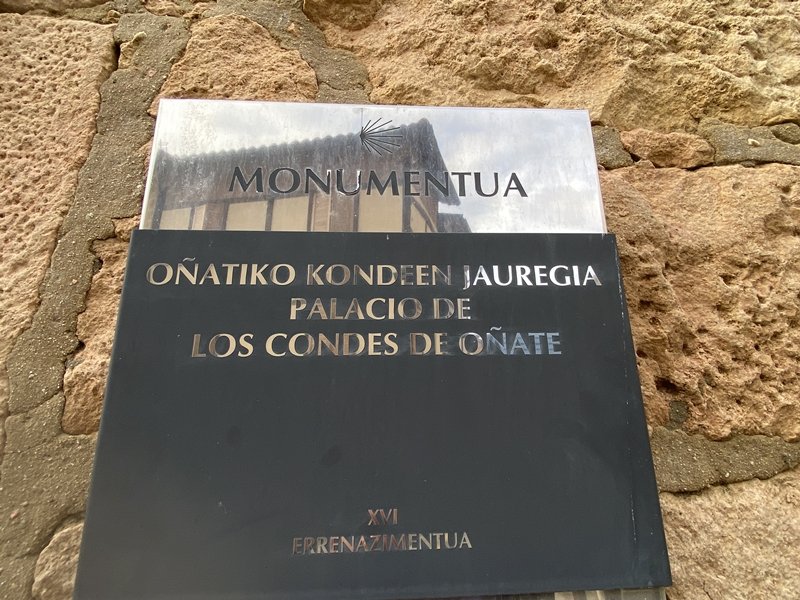 MONUMENTUA
OÑATIKO KONDEEN JAUREGIA
PALACIO DE
LOS CONDES DE OÑATE
XVI
ERRENAZIMENTUA